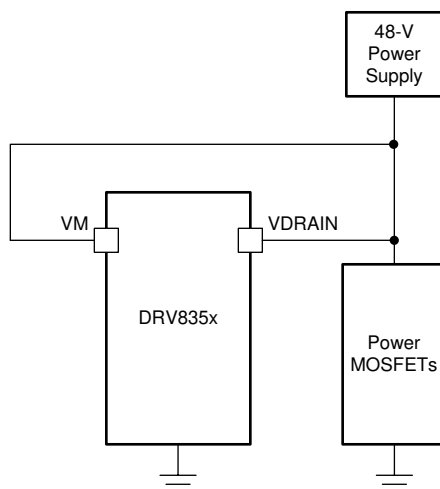 48-V
Power
Supply
VM
VDRAIN
DRV835x
Power
MOSFETs